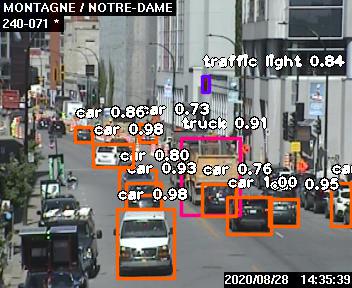 MONTAGNE / NOTRE-DAME
240-071 *
traffic light 0.84
car 0.86
car 0.73
car 0.98
truck 0.91
car 0.80
car 0.93
car 0.76
car 1.00
0.95
car 0.98
car
2020/08/28 14:35:39